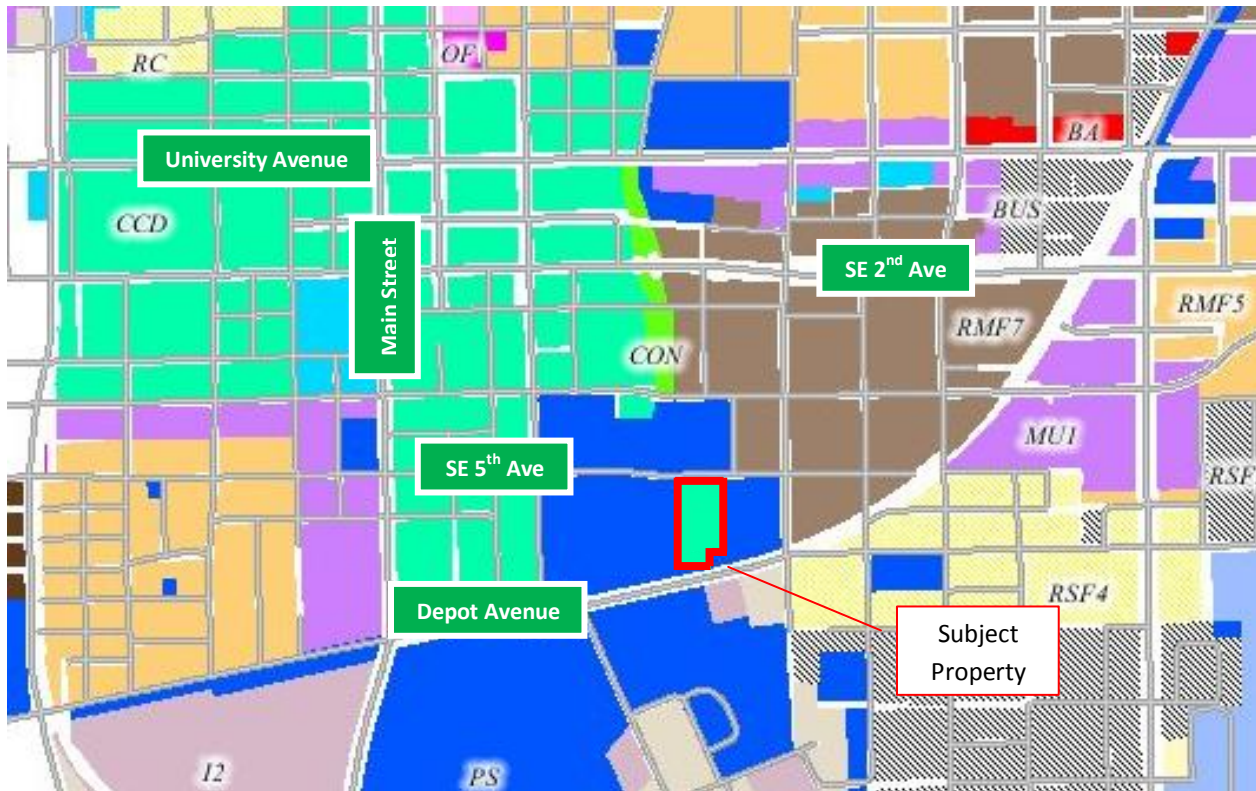 RC
OF
University Avenue
BA
CCD
BUS
Main Street
SE 2nd Ave
RMF5
RMF7
CON
MU1
SE 5th Ave
RSF
Depot Avenue
RSF4
Subject
Property
I2
PS